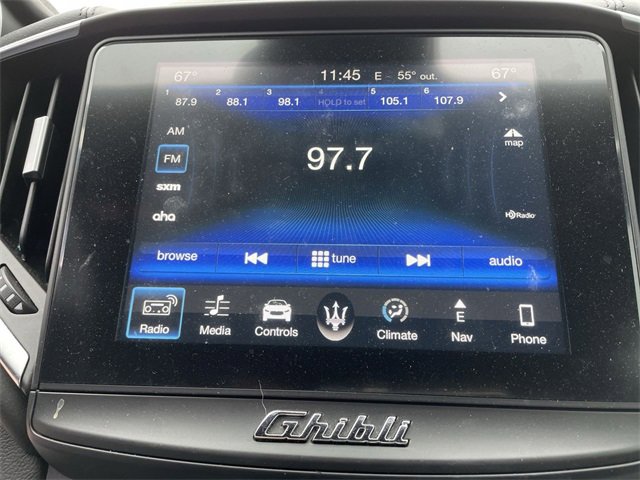 67° 11:45 E 55° out. 67°
1 2 3 5 6
87.9 88.1 98.1 HOLD to set 105.1 107.9
AM
FM
97.7
map
sxm
aha
HD Radio
browse tune audio
Radio Media Controls Climate E Nav Phone
Ghibli